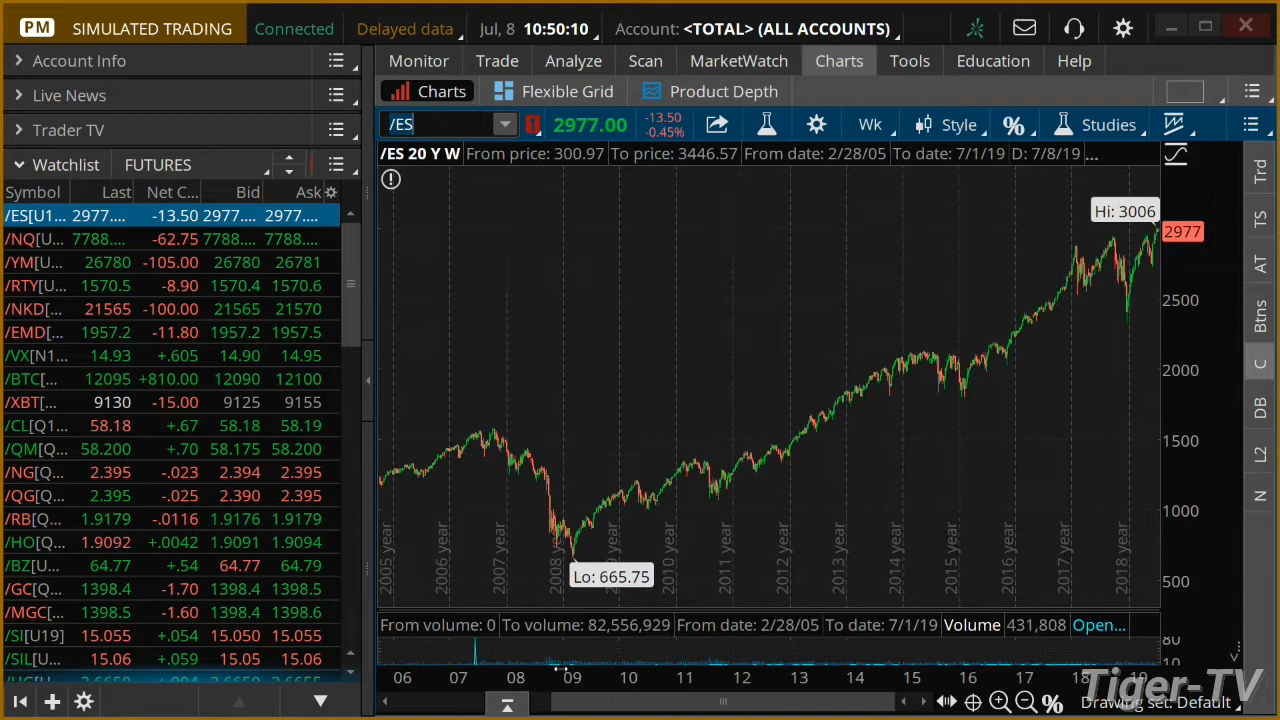 PM SIMULATED TRADING Connected Delayed data Jul, 8 10:50:10 Account: <TOTAL> (ALL ACCOUNTS)
Account Info
Live News
Trader TV
Watchlist FUTURES
Symbol Last Net C... Bid Ask
/ES[U1... 2977.... -13.50 2977.... 2977....
/NQ[U... 7788.... -62.75 7788.... 7788....
/YM[U... 26780 -105.00 26780 26781
/RTY[U... 1570.5 -8.90 1570.4 1570.6
/NKD[... 21565 -100.00 21565 21570
/EMD[... 1957.2 -11.80 1957.2 1957.5
/VX[N1... 14.93 +.605 14.90 14.95
/BTC[... 12095 +810.00 12090 12100
/XBT[... 9130 -15.00 9125 9155
/CL[Q1... 58.18 +.67 58.18 58.19
/QM[Q... 58.200 +.70 58.175 58.200
/NG[Q... 2.395 -.023 2.394 2.395
/QG[Q... 2.395 -.025 2.390 2.395
/RB[Q... 1.9179 -.0116 1.9176 1.9179
/HO[Q... 1.9092 +.0042 1.9091 1.9094
/BZ[U... 64.77 +.54 64.77 64.79
/GC[Q... 1398.4 -1.70 1398.4 1398.5
/MGC[... 1398.5 -1.60 1398.4 1398.6
/SI[U19] 15.055 +.054 15.050 15.055
/SIL[U... 15.06 +.059 15.05 15.06
Monitor Trade Analyze Scan MarketWatch Charts Tools Education Help
Charts Flexible Grid Product Depth
/ES 1 2977.00 -13.50 -0.45% Wk Style % Studies
/ES 20 Y W From price: 300.97 To price: 3446.57 From date: 2/28/05 To date: 7/1/19 D: 7/8/19 ...
Hi: 3006
2977
2500
2000
1500
1000
500
Lo: 665.75
2005 year 2006 year 2007 year 2008 year 2009 year 2010 year 2011 year 2012 year 2013 year 2014 year 2015 year 2016 year 2017 year 2018 year
From volume: 0 To volume: 82,556,929 From date: 2/28/05 To date: 7/1/19 Volume 431,808 Open...
80
10
06 07 08 09 10 11 12 13 14 15 16 17 18 19
Drawing set: Default
Tiger-TV
Trd
TS
AT
Btns
C
DB
L2
N